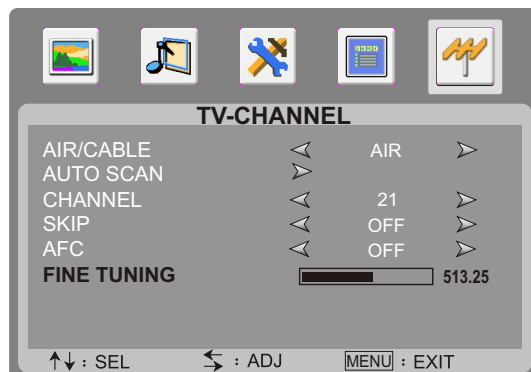 TV-CHANNEL
AIR/CABLE AIR
AUTO SCAN
CHANNEL 21
SKIP OFF
AFC OFF
FINE TUNING 513.25
: SEL : ADJ MENU : EXIT